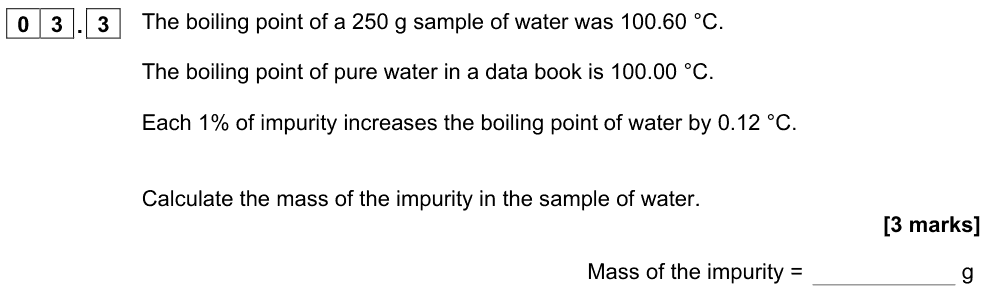 0 3 . 3 The boiling point of a 250 g sample of water was 100.60 °C.
The boiling point of pure water in a data book is 100.00 °C.
Each 1% of impurity increases the boiling point of water by 0.12 °C.
Calculate the mass of the impurity in the sample of water.
[3 marks]
Mass of the impurity = ____________ g